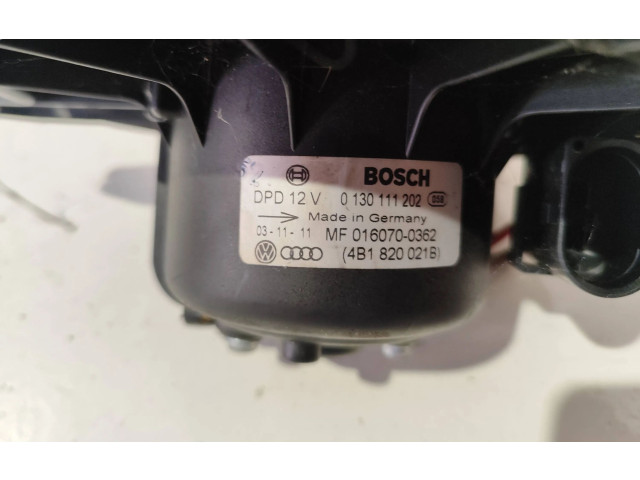 BOSCH
DPD 12 V 0 130 111 202 058
Made in Germany
03-11-11 MF 016070-0362
(4B1 820 021B)